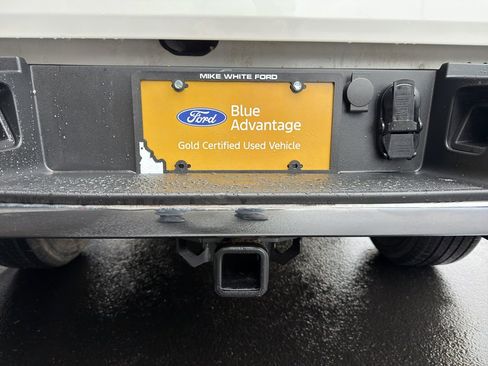 MIKE WHITE FORD
Ford
Blue
Advantage
Gold Certified Used Vehicle